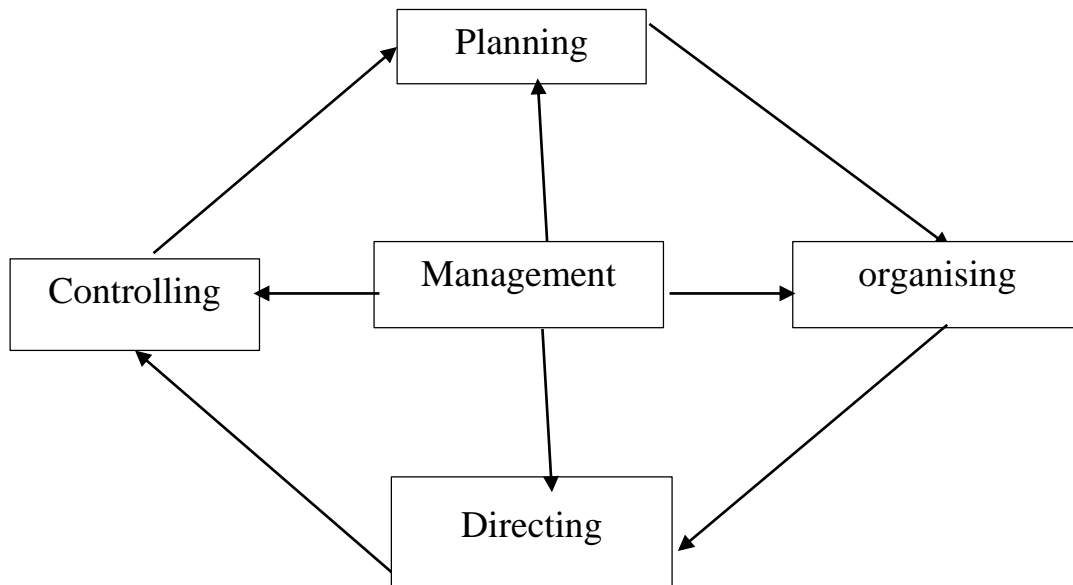 Planning
Controlling
Management
organising
Directing